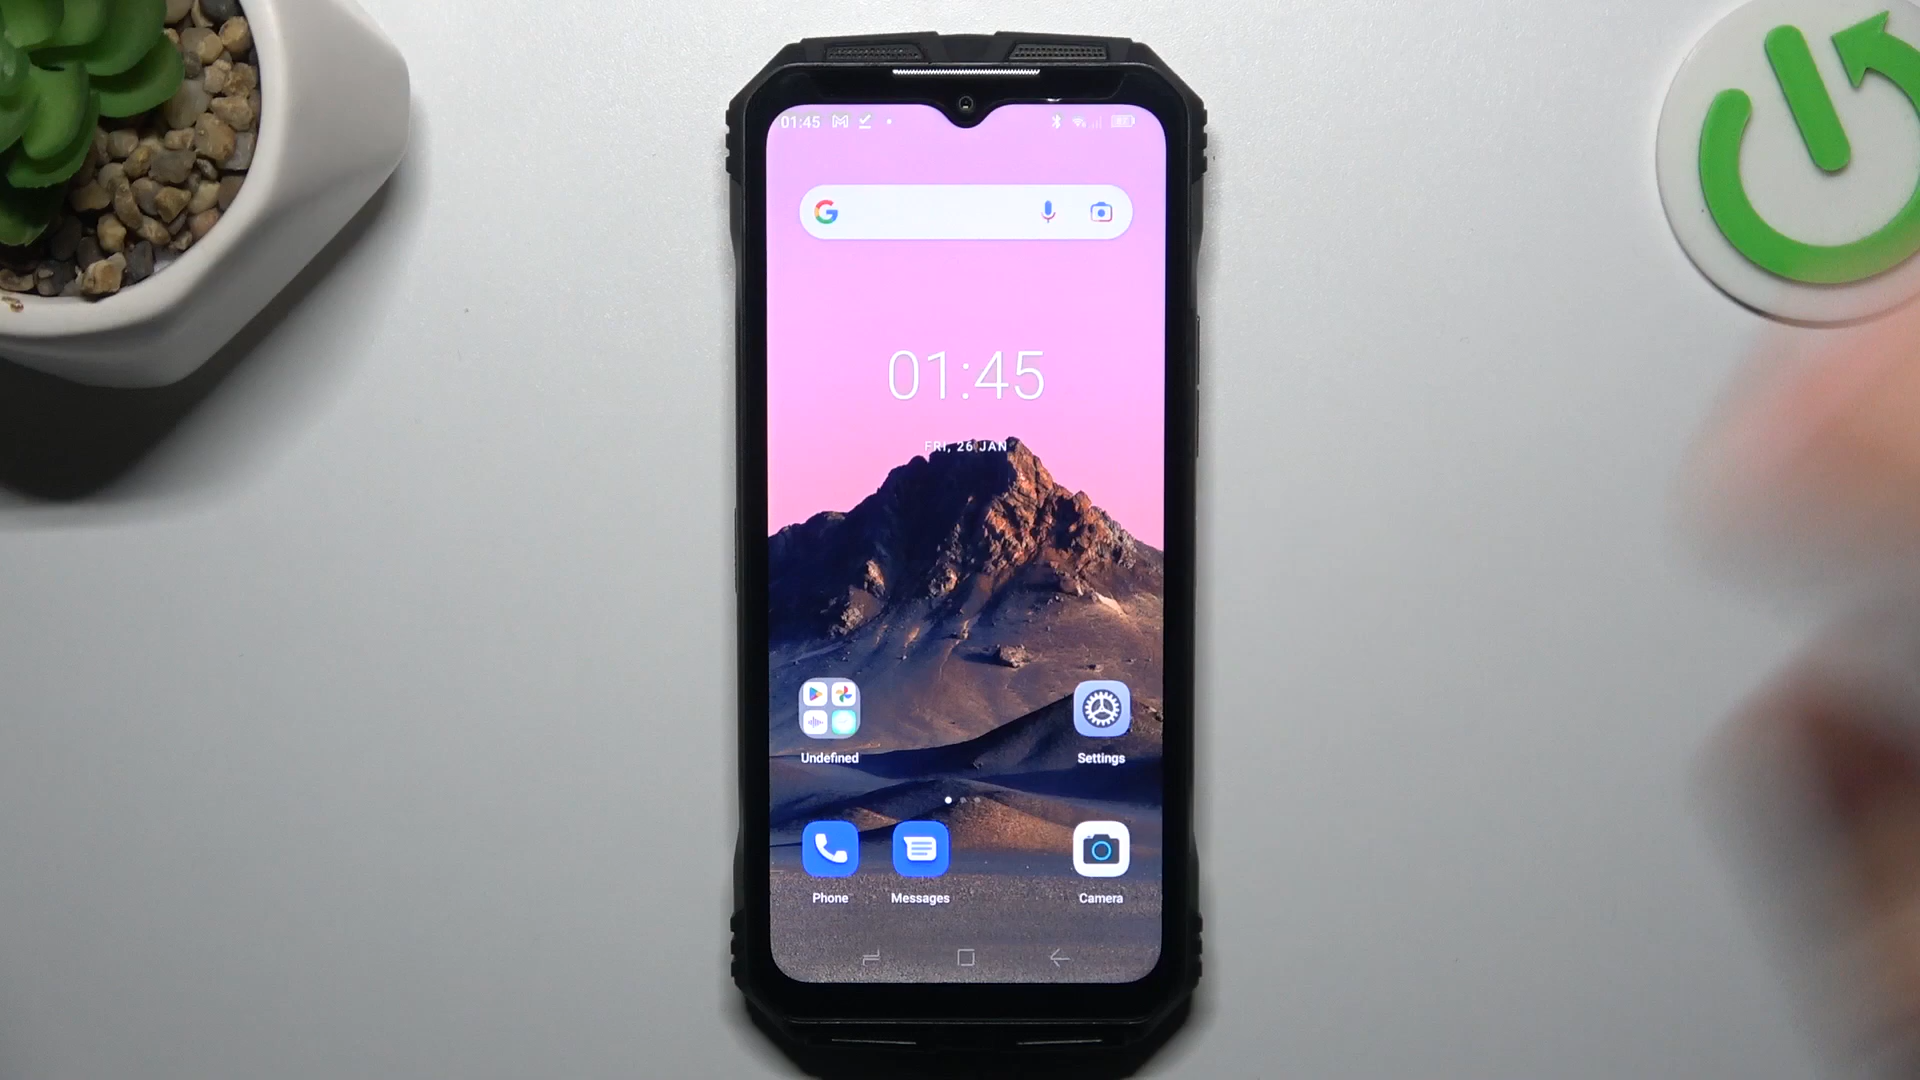 01:45
01:45
FRI, 26 JAN
Undefined
Settings
Phone
Messages
Camera